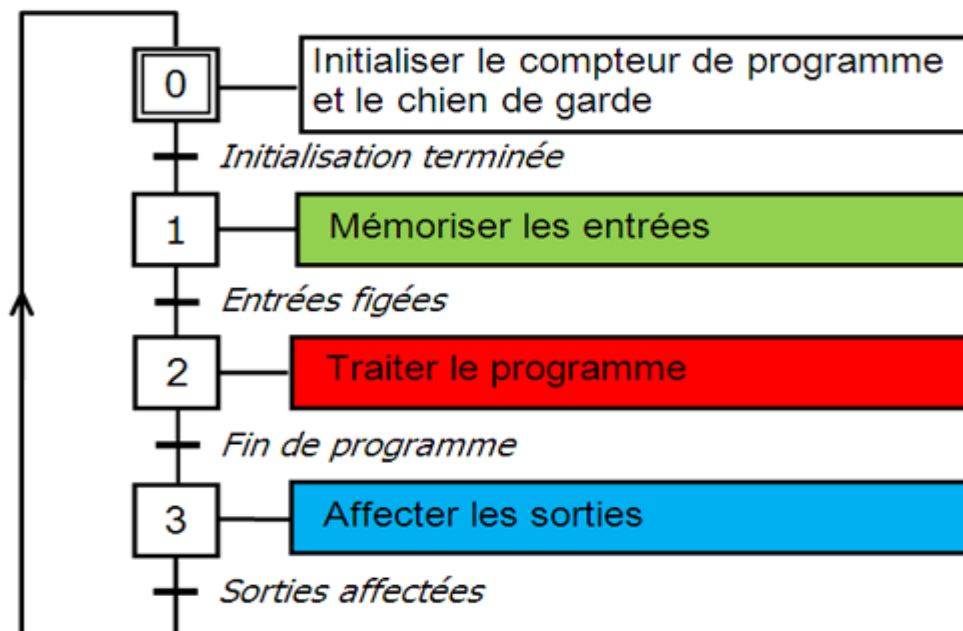 0
Initialiser le compteur de programme
et le chien de garde
Initialisation terminée
1
Mémoriser les entrées
Entrées figées
2
Traiter le programme
Fin de programme
3
Affecter les sorties
Sorties affectées